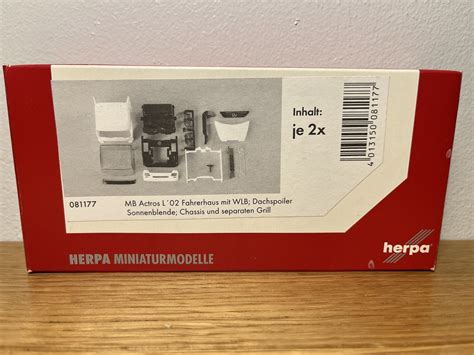 Inhalt:
je 2x
4 013150 081177
081177
MB Actros L´02 Fahrerhaus mit WLB; Dachspoiler
Sonnenblende; Chassis und separaten Grill
HERPA MINIATURMODELLE
herpa